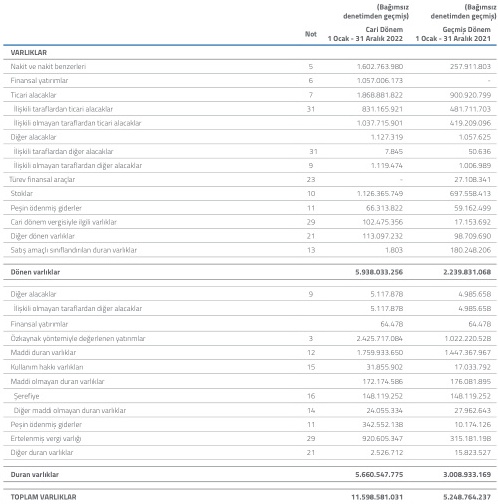 (Bağımsız (Bağımsız
denetimden geçmiş) denetimden geçmiş)
Cari Dönem Geçmiş Dönem
Not 1 Ocak - 31 Aralık 2022 1 Ocak - 31 Aralık 2021
VARLIKLAR
Nakit ve nakit benzerleri 5 1.602.763.980 257.911.803
Finansal yatırımlar 6 1.057.006.173 -
Ticari alacaklar 7 1.868.881.822 900.920.799
İlişkili taraflardan ticari alacaklar 31 831.165.921 481.711.703
İlişkili olmayan taraflardan ticari alacaklar 1.037.715.901 419.209.096
Diğer alacaklar 1.127.319 1.057.625
İlişkili taraflardan diğer alacaklar 31 7.845 50.636
İlişkili olmayan taraflardan diğer alacaklar 9 1.119.474 1.006.989
Türev finansal araçlar 23 - 27.108.341
Stoklar 10 1.126.365.749 697.558.413
Peşin ödenmiş giderler 11 66.313.822 59.162.499
Cari dönem vergisiyle ilgili varlıklar 29 102.475.356 17.153.692
Diğer dönen varlıklar 21 113.097.232 98.709.690
Satış amaçlı sınıflandırılan duran varlıklar 13 1.803 180.248.206
Dönen varlıklar 5.938.033.256 2.239.831.068
Diğer alacaklar 9 5.117.878 4.985.658
İlişkili olmayan taraflardan diğer alacaklar 5.117.878 4.985.658
Finansal yatırımlar 64.478 64.478
Özkaynak yöntemiyle değerlenen yatırımlar 3 2.425.717.084 1.022.220.528
Maddi duran varlıklar 12 1.759.933.650 1.447.367.967
Kullanım hakkı varlıkları 15 31.855.902 17.033.792
Maddi olmayan duran varlıklar 172.174.586 176.081.895
Şerefiye 16 148.119.252 148.119.252
Diğer maddi olmayan duran varlıklar 14 24.055.334 27.962.643
Peşin ödenmiş giderler 11 342.552.138 10.174.126
Ertelenmiş vergi varlığı 29 920.605.347 315.181.198
Diğer duran varlıklar 21 2.526.712 15.823.527
Duran varlıklar 5.660.547.775 3.008.933.169
TOPLAM VARLIKLAR 11.598.581.031 5.248.764.237